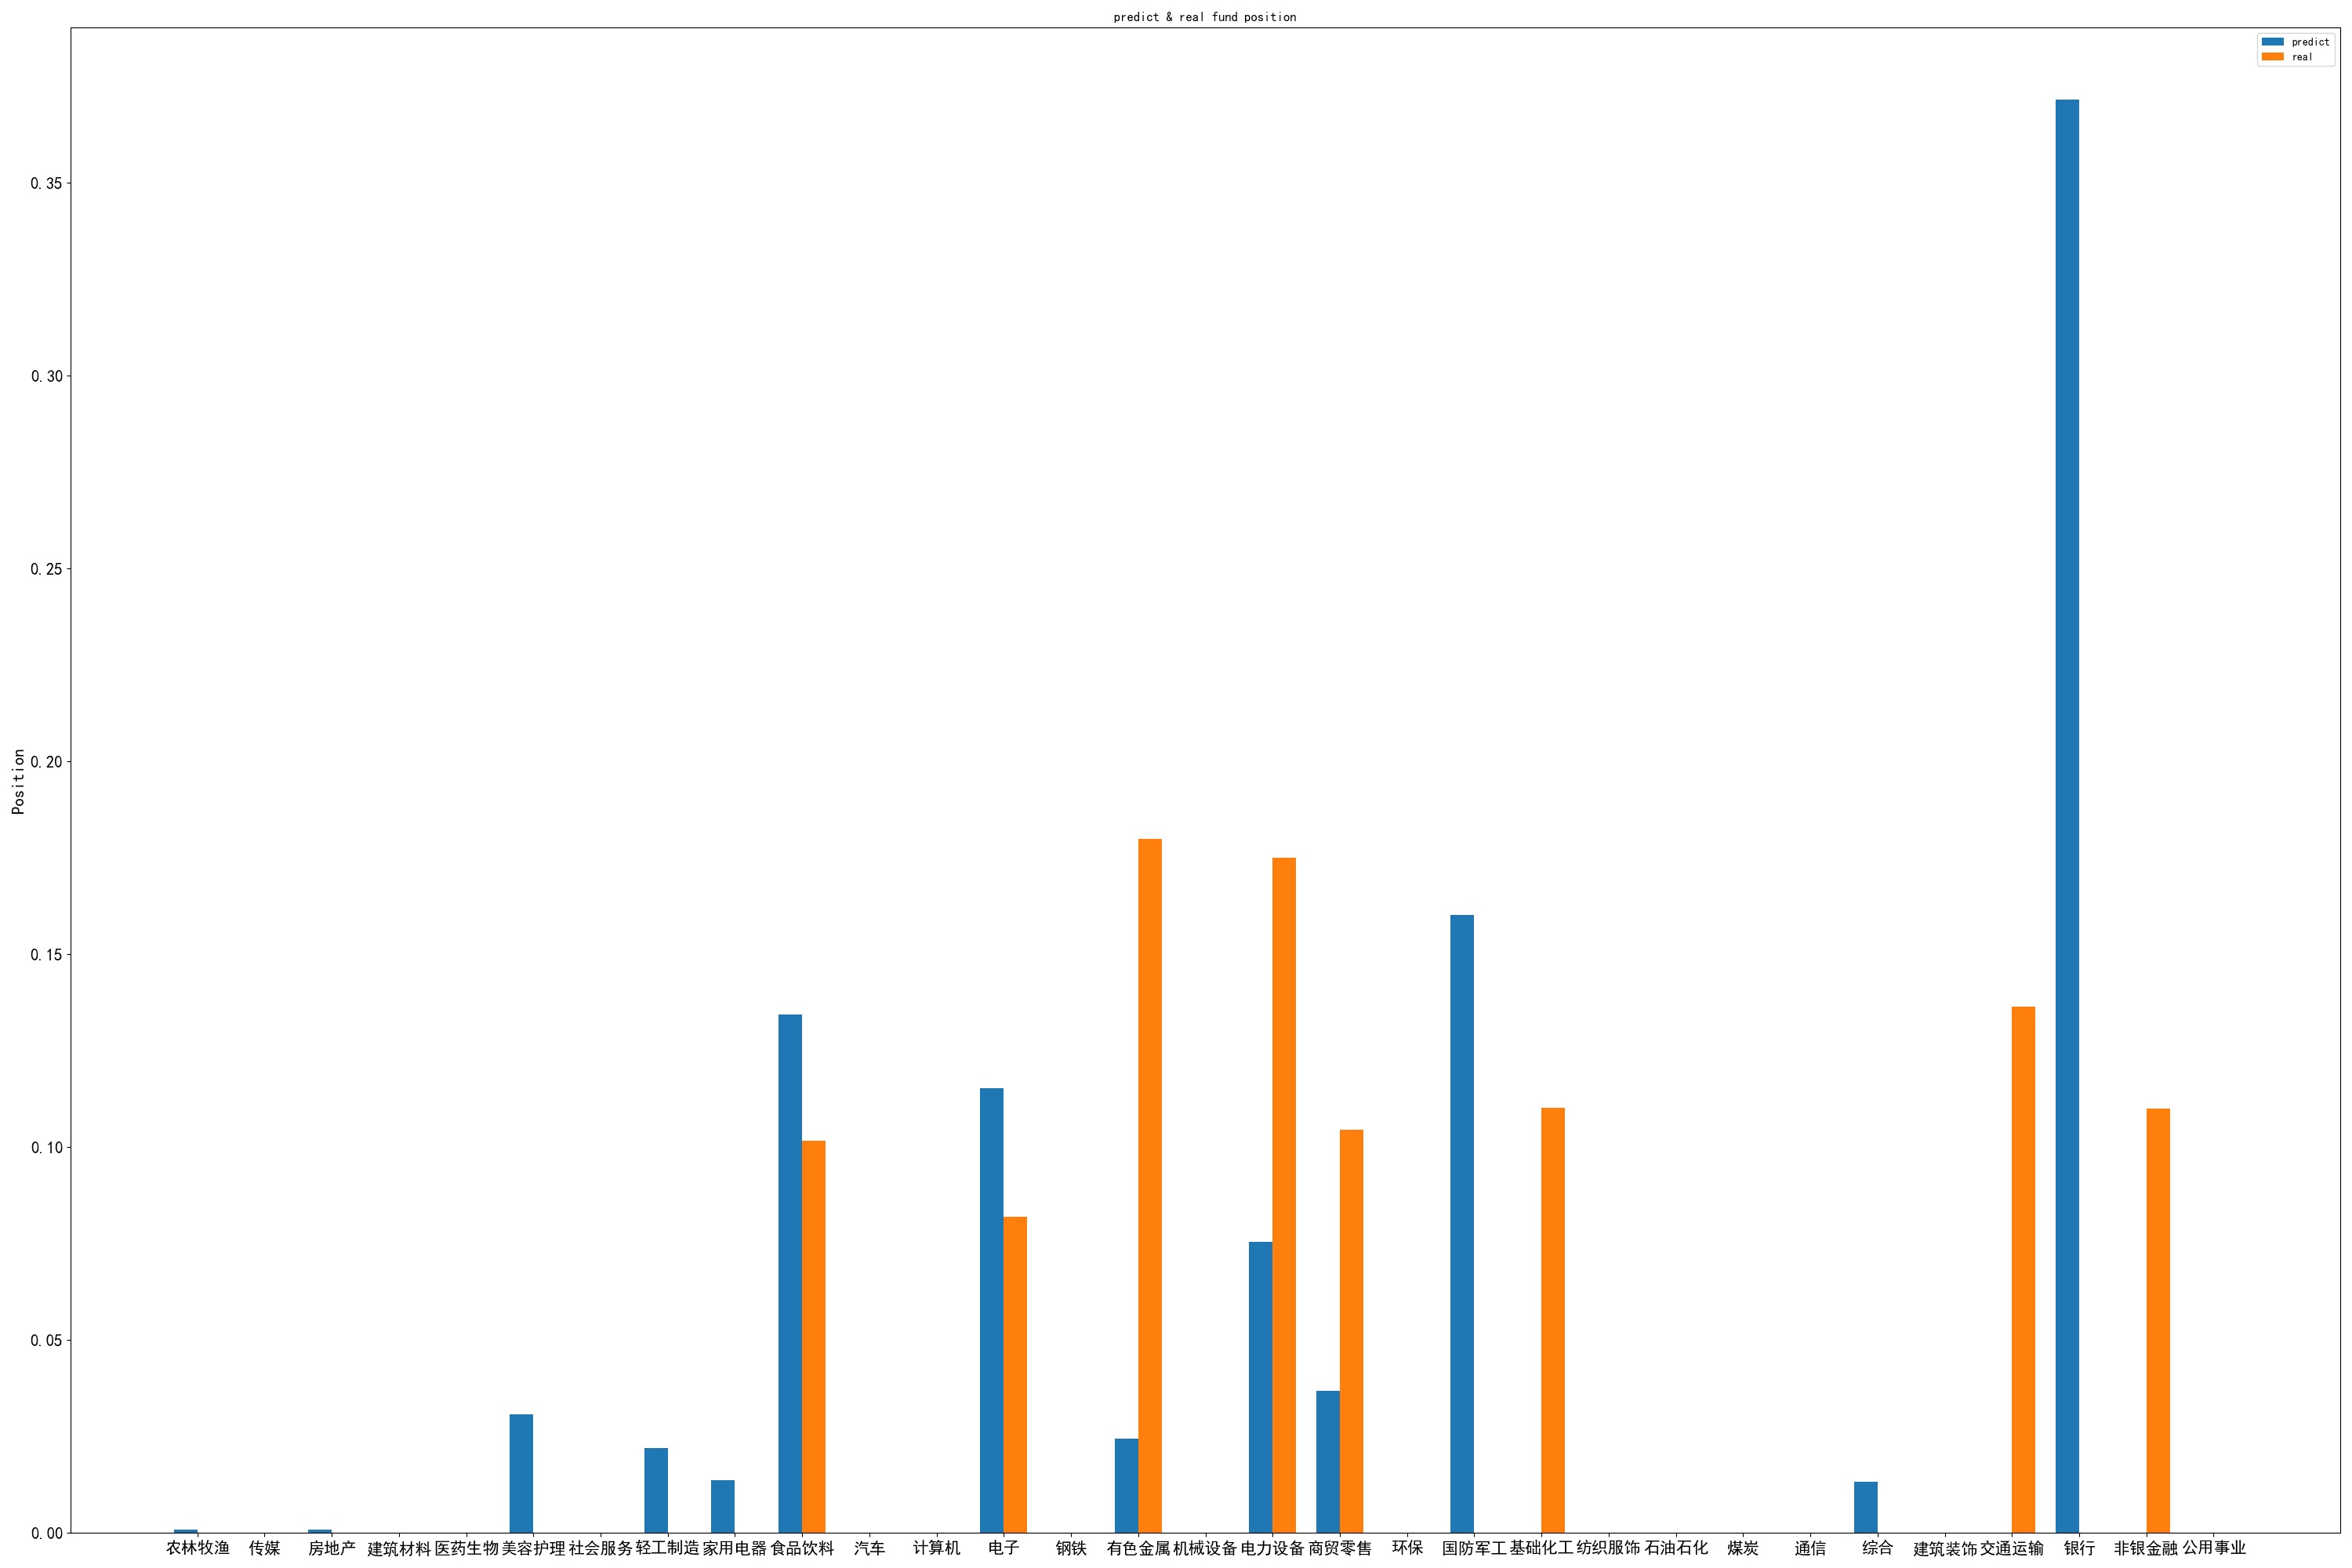 predict & real fund position
predict
real
Position
0.35
0.30
0.25
0.20
0.15
0.10
0.05
0.00
农林牧渔 传媒 房地产 建筑材料 医药生物 美容护理 社会服务 轻工制造 家用电器 食品饮料 汽车 计算机 电子 钢铁 有色金属 机械设备 电力设备 商贸零售 环保 国防军工 基础化工 纺织服饰 石油石化 煤炭 通信 综合 建筑装饰 交通运输 银行 非银金融 公用事业